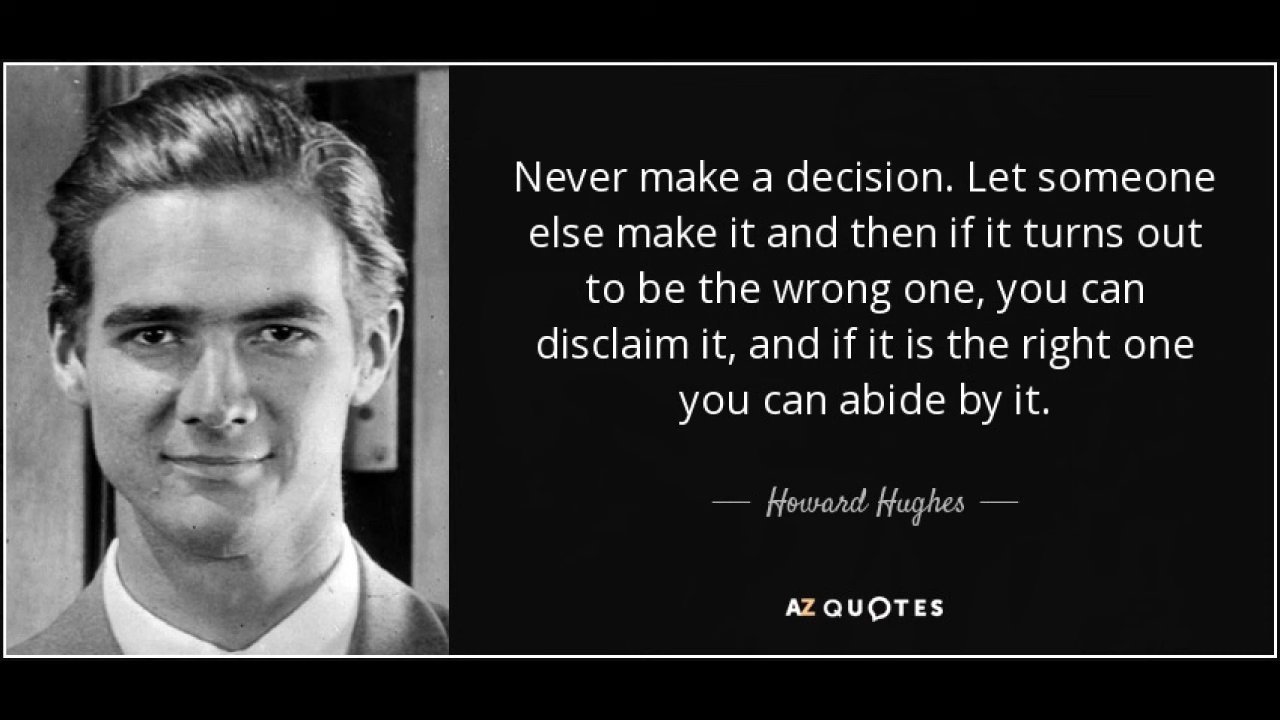 Never make a decision. Let someone
else make it and then if it turns out
to be the wrong one, you can
disclaim it, and if it is the right one
you can abide by it.
Howard Hughes
AZ QUOTES